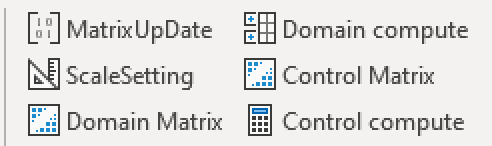 MatrixUpDate
Domain compute
ScaleSetting
Control Matrix
Domain Matrix
Control compute